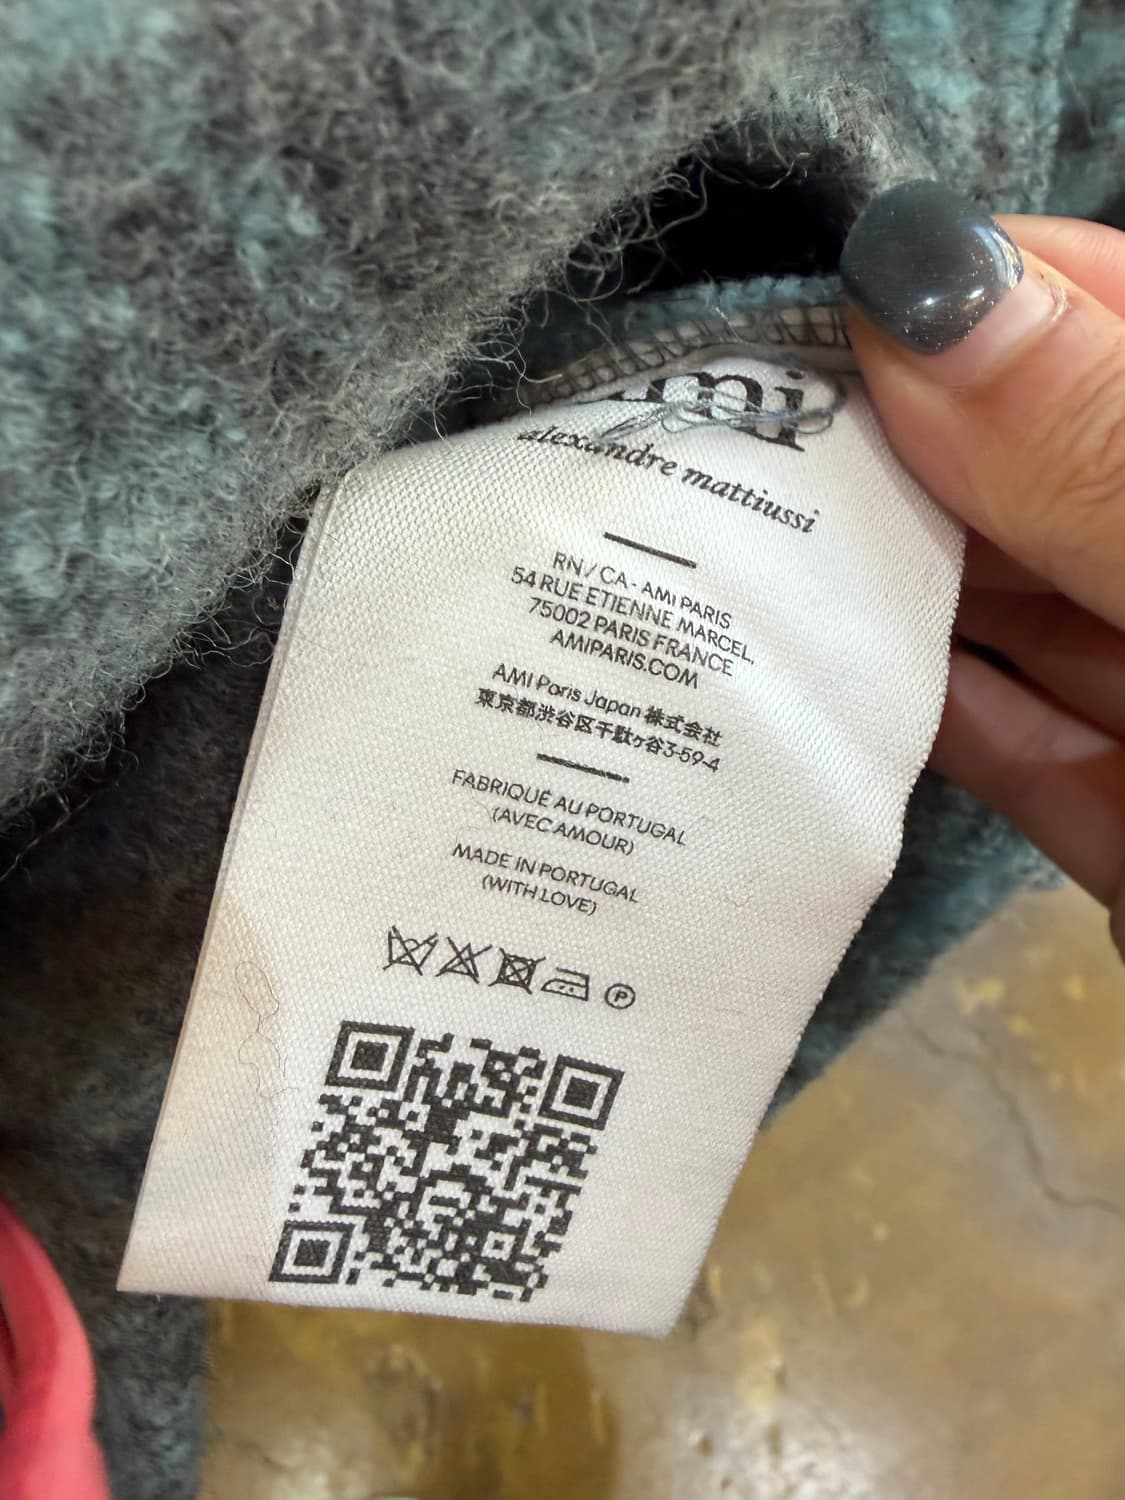 ami
alexandre mattiussi
RN/CA - AMI PARIS
54 RUE ETIENNE MARCEL,
75002 PARIS FRANCE
AMIPARIS.COM
AMI Paris Japan 株式会社
東京都渋谷区千駄ヶ谷3-59-4
FABRIQUÉ AU PORTUGAL
(AVEC AMOUR)
MADE IN PORTUGAL
(WITH LOVE)
P